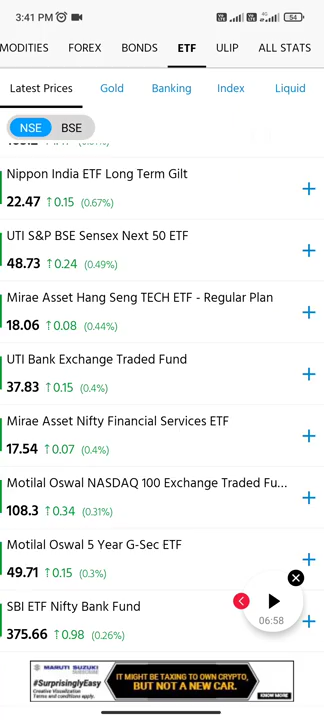 3:41 PM
54
MODITIES FOREX BONDS ETF ULIP ALL STATS
Latest Prices Gold Banking Index Liquid
NSE BSE
Nippon India ETF Long Term Gilt
22.47 ↑0.15 (0.67%)
UTI S&P BSE Sensex Next 50 ETF
48.73 ↑0.24 (0.49%)
Mirae Asset Hang Seng TECH ETF - Regular Plan
18.06 ↑0.08 (0.44%)
UTI Bank Exchange Traded Fund
37.83 ↑0.15 (0.4%)
Mirae Asset Nifty Financial Services ETF
17.54 ↑0.07 (0.4%)
Motilal Oswal NASDAQ 100 Exchange Traded Fu...
108.3 ↑0.34 (0.31%)
Motilal Oswal 5 Year G-Sec ETF
49.71 ↑0.15 (0.3%)
SBI ETF Nifty Bank Fund
375.66 ↑0.98 (0.26%)
06:58
MARUTI SUZUKI
#SurprisinglyEasy
Creative Visualization
Terms and conditions apply.
IT MIGHT BE TAXING TO OWN CRYPTO,
BUT NOT A NEW CAR.
KNOW MORE